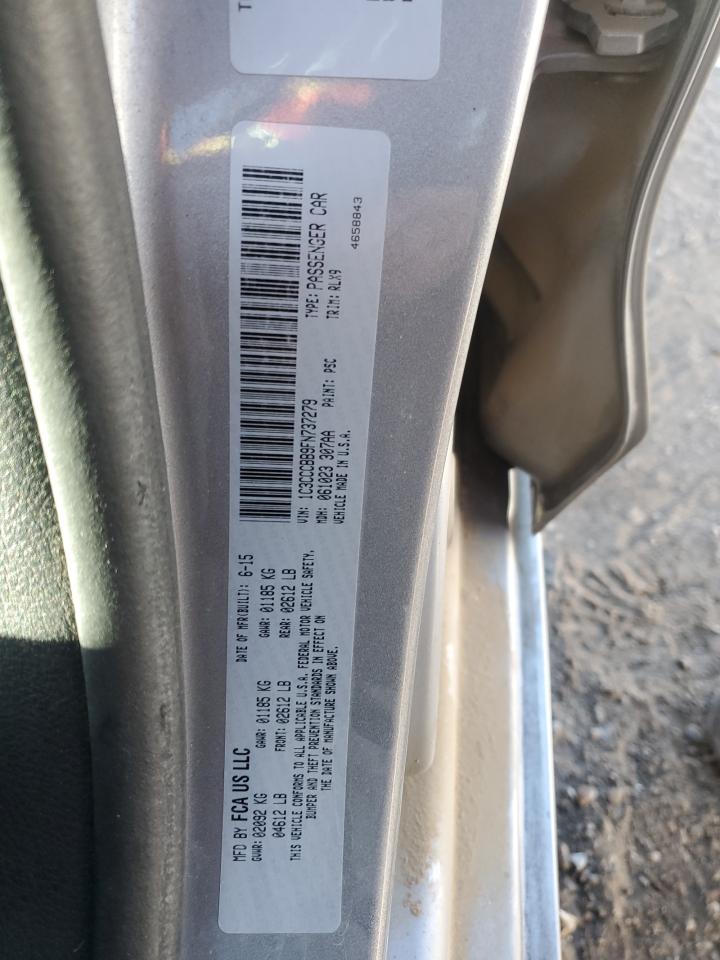 MFD BY FCA US LLC
DATE OF MFR(BUILT): 6-15
GVWR: 02092 KG
GAWR: 01185 KG
GAWR: 01185 KG
04612 LB
FRONT: 02612 LB
REAR: 02612 LB
THIS VEHICLE CONFORMS TO ALL APPLICABLE U.S.A. FEDERAL MOTOR VEHICLE SAFETY,
BUMPER AND THEFT PREVENTION STANDARDS IN EFFECT ON
THE DATE OF MANUFACTURE SHOWN ABOVE.
VIN: 1C3CCCBB9FN737279
TYPE: PASSENGER CAR
MDH: 061023 307AA
PAINT: PSC
TRIM: RLX9
VEHICLE MADE IN U.S.A.
4658843